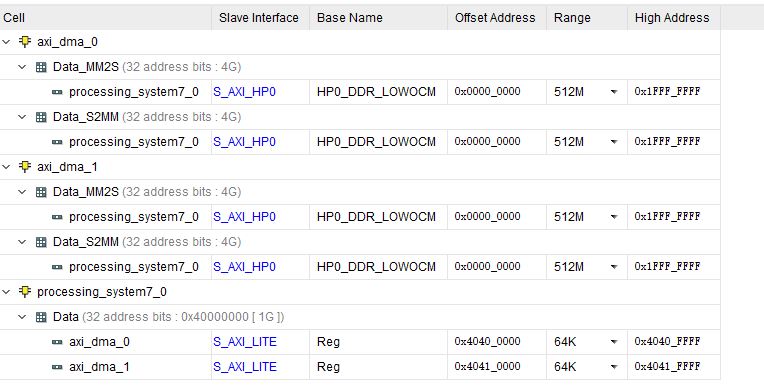 Cell Slave Interface Base Name Offset Address Range High Address
axi_dma_0
Data_MM2S (32 address bits : 4G)
processing_system7_0 S_AXI_HP0 HP0_DDR_LOWOCM 0x0000_0000 512M 0x1FFF_FFFF
Data_S2MM (32 address bits : 4G)
processing_system7_0 S_AXI_HP0 HP0_DDR_LOWOCM 0x0000_0000 512M 0x1FFF_FFFF
axi_dma_1
Data_MM2S (32 address bits : 4G)
processing_system7_0 S_AXI_HP0 HP0_DDR_LOWOCM 0x0000_0000 512M 0x1FFF_FFFF
Data_S2MM (32 address bits : 4G)
processing_system7_0 S_AXI_HP0 HP0_DDR_LOWOCM 0x0000_0000 512M 0x1FFF_FFFF
processing_system7_0
Data (32 address bits : 0x40000000 [ 1G ])
axi_dma_0 S_AXI_LITE Reg 0x4040_0000 64K 0x4040_FFFF
axi_dma_1 S_AXI_LITE Reg 0x4041_0000 64K 0x4041_FFFF